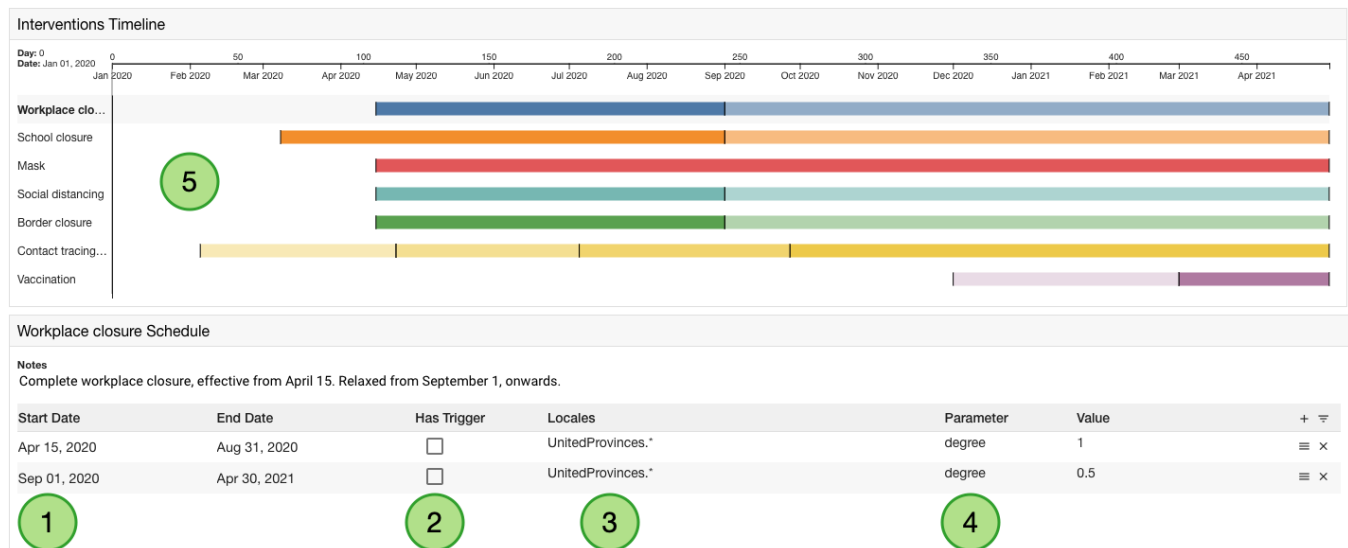 Interventions Timeline
Day: 0
Date: Jan 01, 2020
0 50 100 150 200 250 300 350 400 450
Jan 2020 Feb 2020 Mar 2020 Apr 2020 May 2020 Jun 2020 Jul 2020 Aug 2020 Sep 2020 Oct 2020 Nov 2020 Dec 2020 Jan 2021 Feb 2021 Mar 2021 Apr 2021
Workplace clo...
School closure
Mask
5
Social distancing
Border closure
Contact tracing...
Vaccination
Workplace closure Schedule
Notes
Complete workplace closure, effective from April 15. Relaxed from September 1, onwards.
Start Date End Date Has Trigger Locales Parameter Value +
Apr 15, 2020 Aug 31, 2020 UnitedProvinces.* degree 1 ×
Sep 01, 2020 Apr 30, 2021 UnitedProvinces.* degree 0.5 ×
1 2 3 4